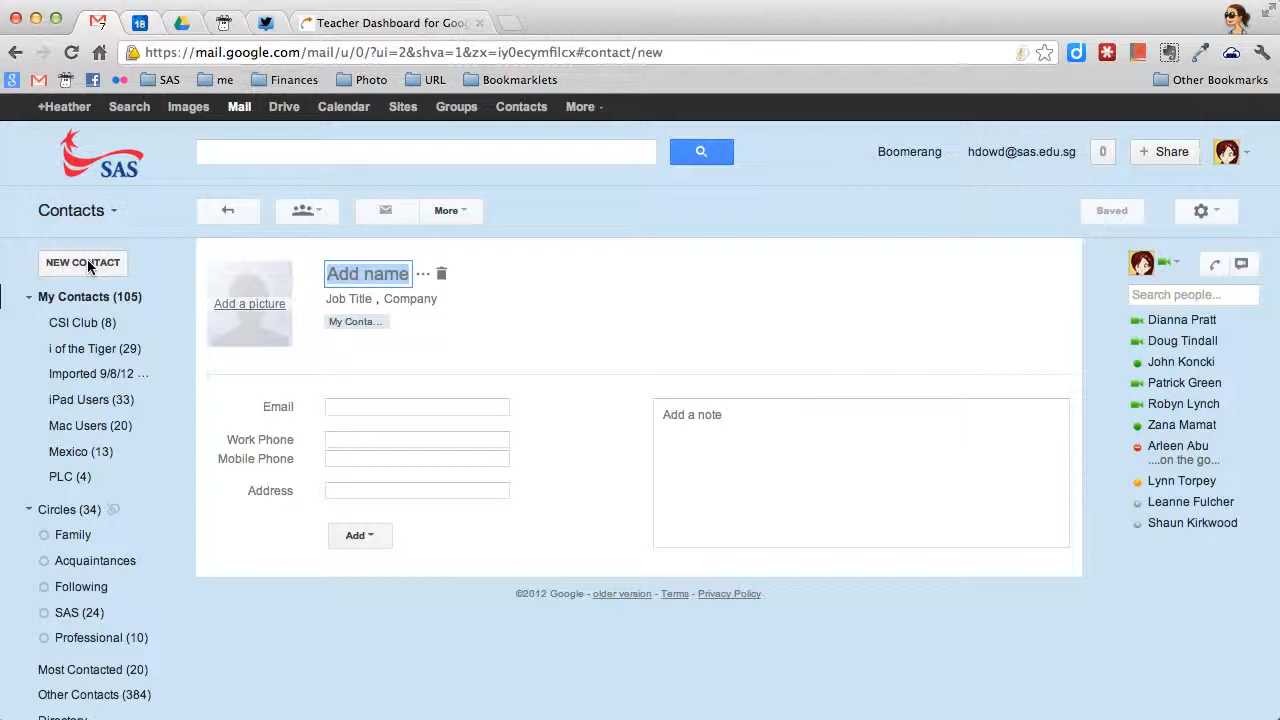 Teacher Dashboard for Goo
https://mail.google.com/mail/u/0/?ui=2&shva=1&zx=iy0ecymfilcx#contact/new
SAS me Finances Photo URL Bookmarklets Other Bookmarks
+Heather Search Images Mail Drive Calendar Sites Groups Contacts More
SAS
Boomerang hdowd@sas.edu.sg 0 + Share
Contacts
More
Saved
NEW CONTACT
My Contacts (105)
CSI Club (8)
i of the Tiger (29)
Imported 9/8/12 ...
iPad Users (33)
Mac Users (20)
Mexico (13)
PLC (4)
Circles (34)
Family
Acquaintances
Following
SAS (24)
Professional (10)
Most Contacted (20)
Other Contacts (384)
Directory
Add a picture
Add name
Job Title , Company
My Conta...
Email
Work Phone
Mobile Phone
Address
Add
Add a note
©2012 Google - older version - Terms - Privacy Policy
Search people...
Dianna Pratt
Doug Tindall
John Koncki
Patrick Green
Robyn Lynch
Zana Mamat
Arleen Abu
....on the go...
Lynn Torpey
Leanne Fulcher
Shaun Kirkwood